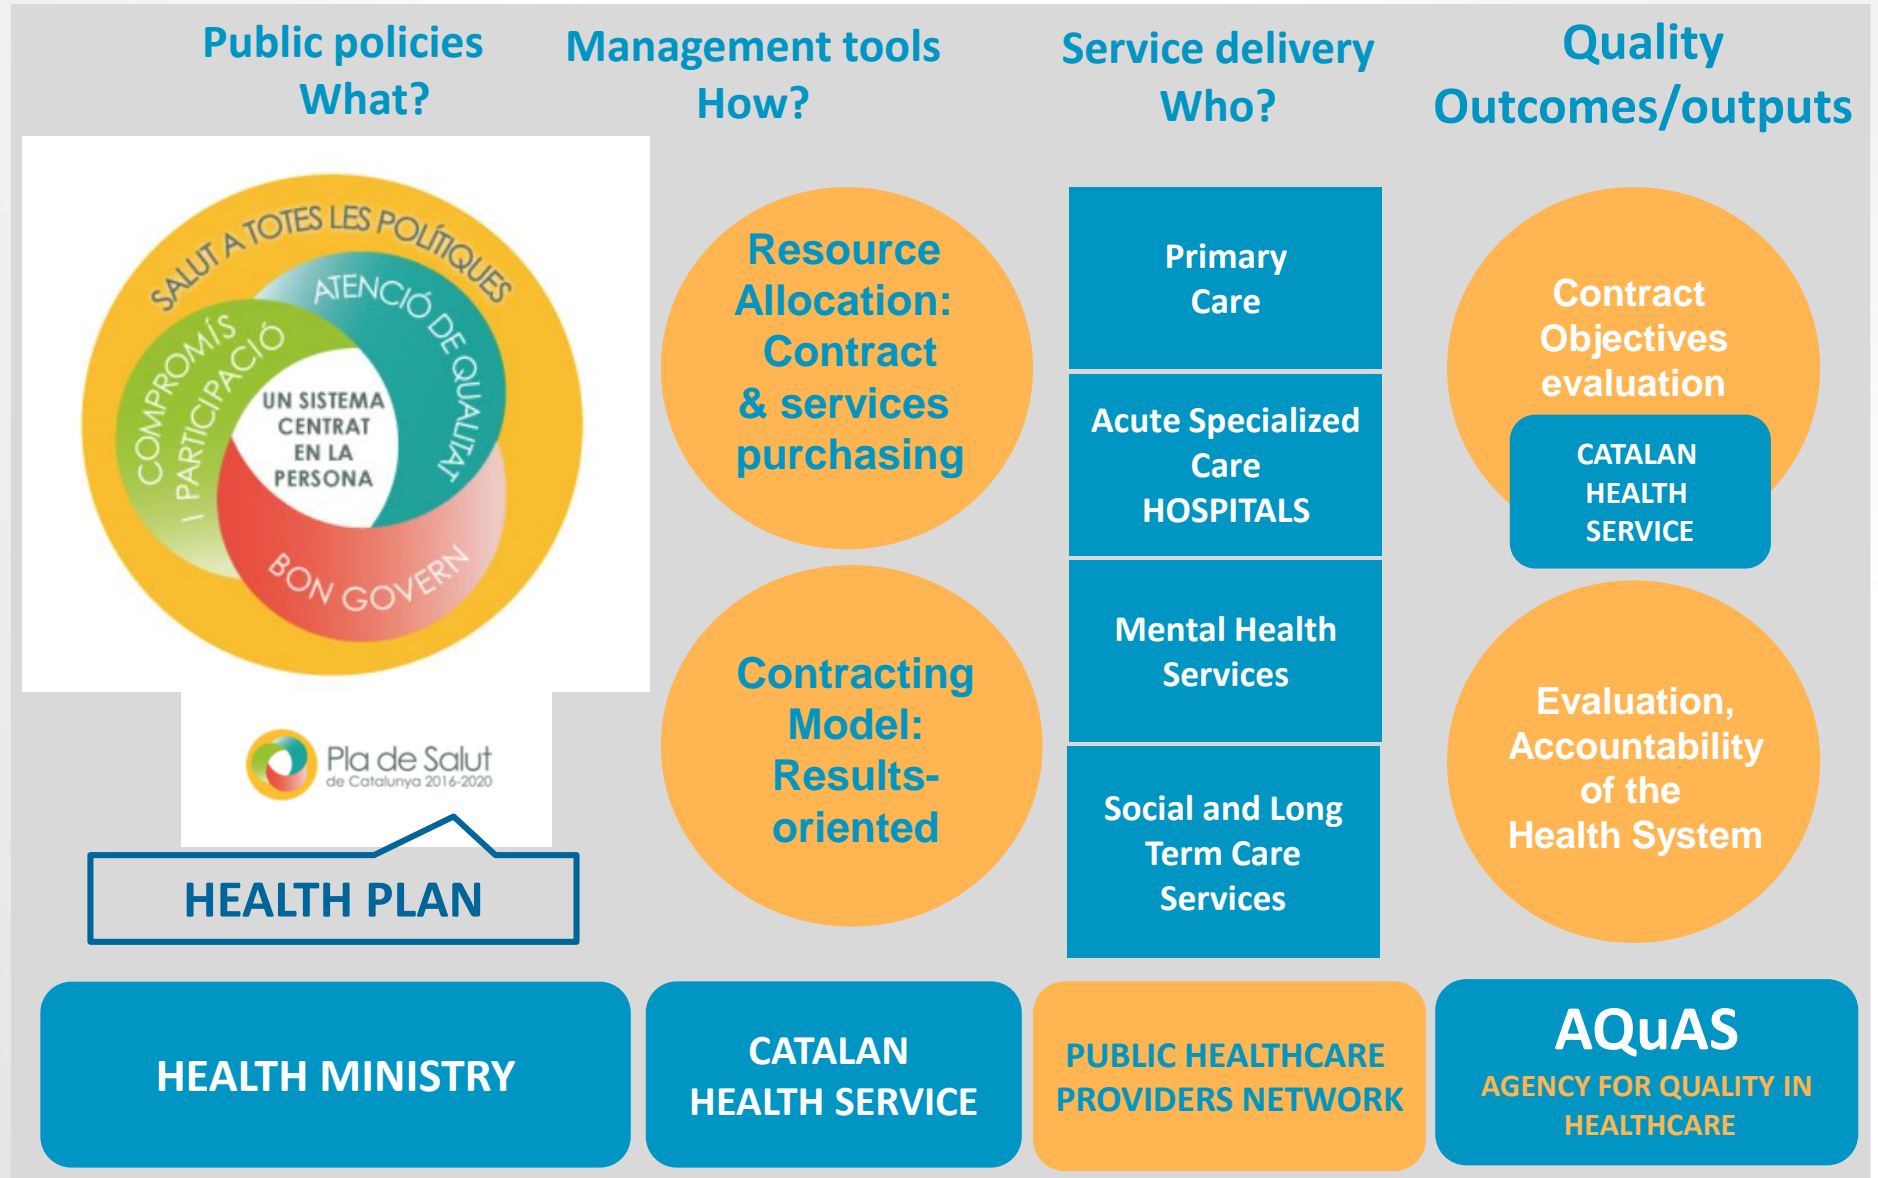 Public policies
What?
Management tools
How?
Service delivery
Who?
Quality
Outcomes/outputs
SALUT A TOTES LES POLÍTIQUES
ATENCIÓ DE QUALITAT
COMPROMÍS
I PARTICIPACIÓ
UN SISTEMA
CENTRAT
EN LA
PERSONA
BON GOVERN
Pla de Salut
de Catalunya 2016-2020
HEALTH PLAN
HEALTH MINISTRY
Resource
Allocation:
Contract
& services
purchasing
Contracting
Model:
Results-
oriented
CATALAN
HEALTH SERVICE
Primary
Care
Acute Specialized
Care
HOSPITALS
Mental Health
Services
Social and Long
Term Care
Services
PUBLIC HEALTHCARE
PROVIDERS NETWORK
Contract
Objectives
evaluation
CATALAN
HEALTH
SERVICE
Evaluation,
Accountability
of the
Health System
AQuAS
AGENCY FOR QUALITY IN
HEALTHCARE